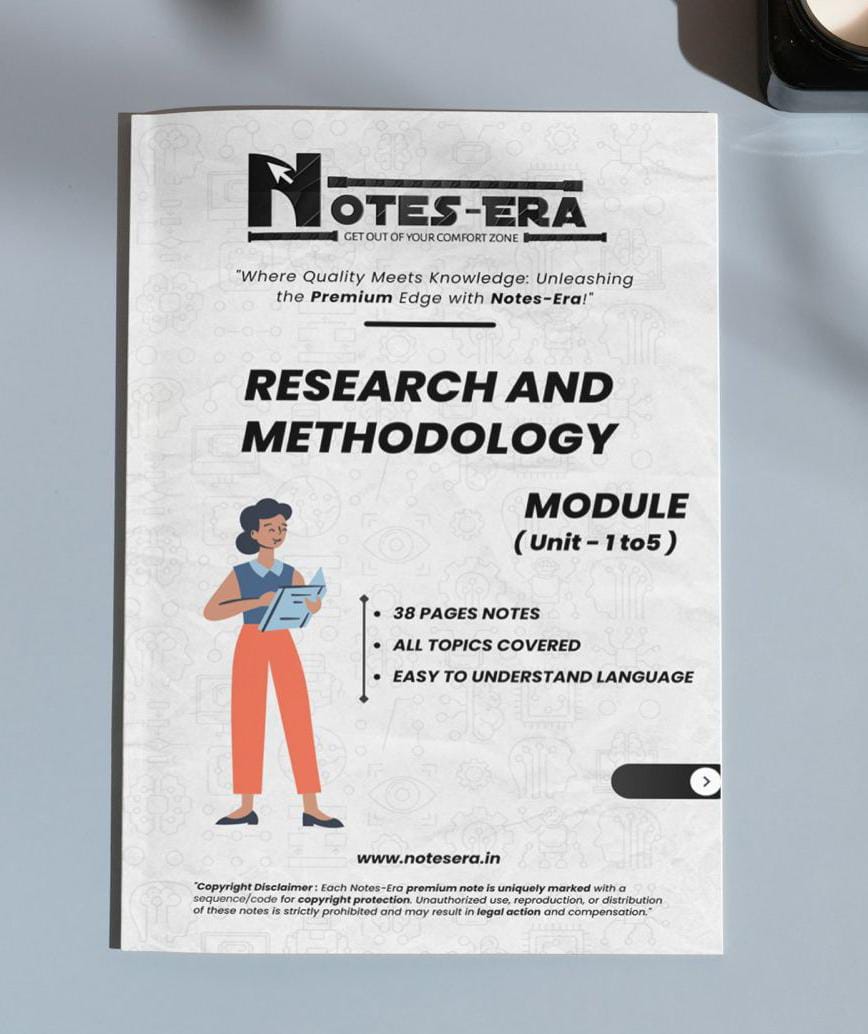 NOTES-ERA
GET OUT OF YOUR COMFORT ZONE
"Where Quality Meets Knowledge: Unleashing
the Premium Edge with Notes-Era!"
RESEARCH AND
METHODOLOGY
MODULE
( Unit - 1 to5 )
• 38 PAGES NOTES
• ALL TOPICS COVERED
• EASY TO UNDERSTAND LANGUAGE
www.notesera.in
"Copyright Disclaimer : Each Notes-Era premium note is uniquely marked with a
sequence/code for copyright protection. Unauthorized use, reproduction, or distribution
of these notes is strictly prohibited and may result in legal action and compensation."